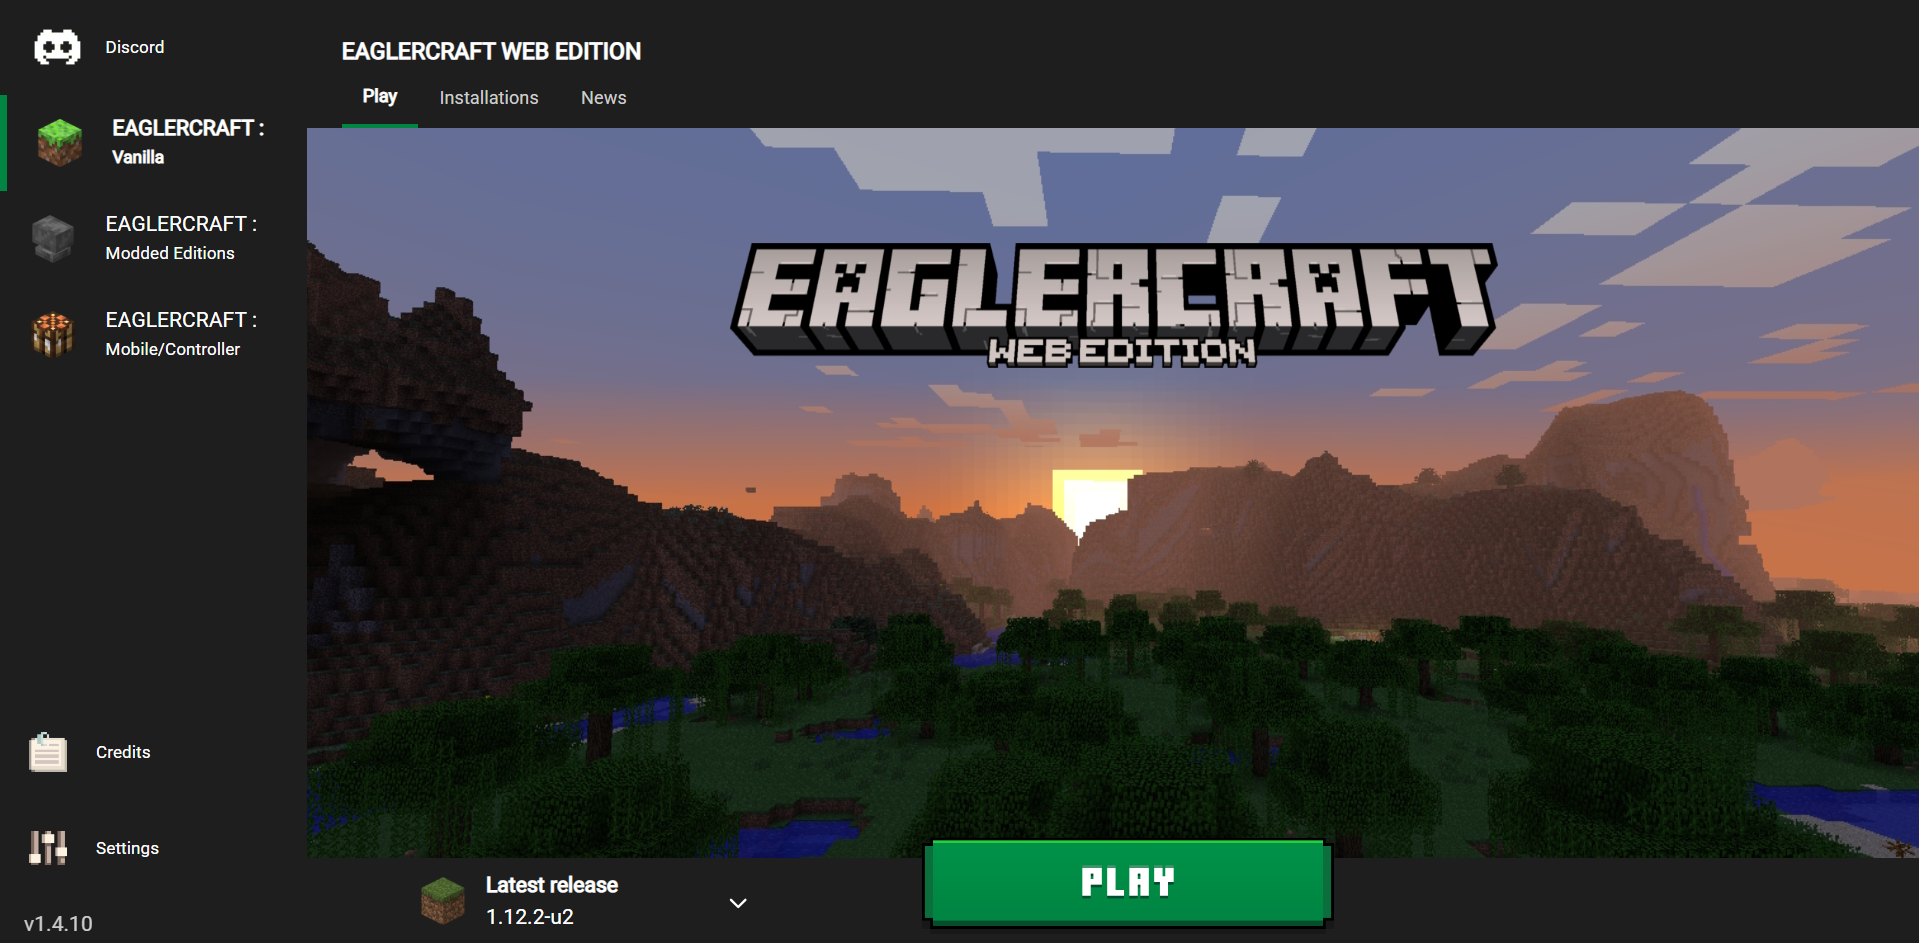 Discord
EAGLERCRAFT :
Vanilla
EAGLERCRAFT :
Modded Editions
EAGLERCRAFT :
Mobile/Controller
Credits
Settings
v1.4.10
EAGLERCRAFT WEB EDITION
Play Installations News
EAGLERCRAFT
WEB EDITION
Latest release
1.12.2-u2
PLAY